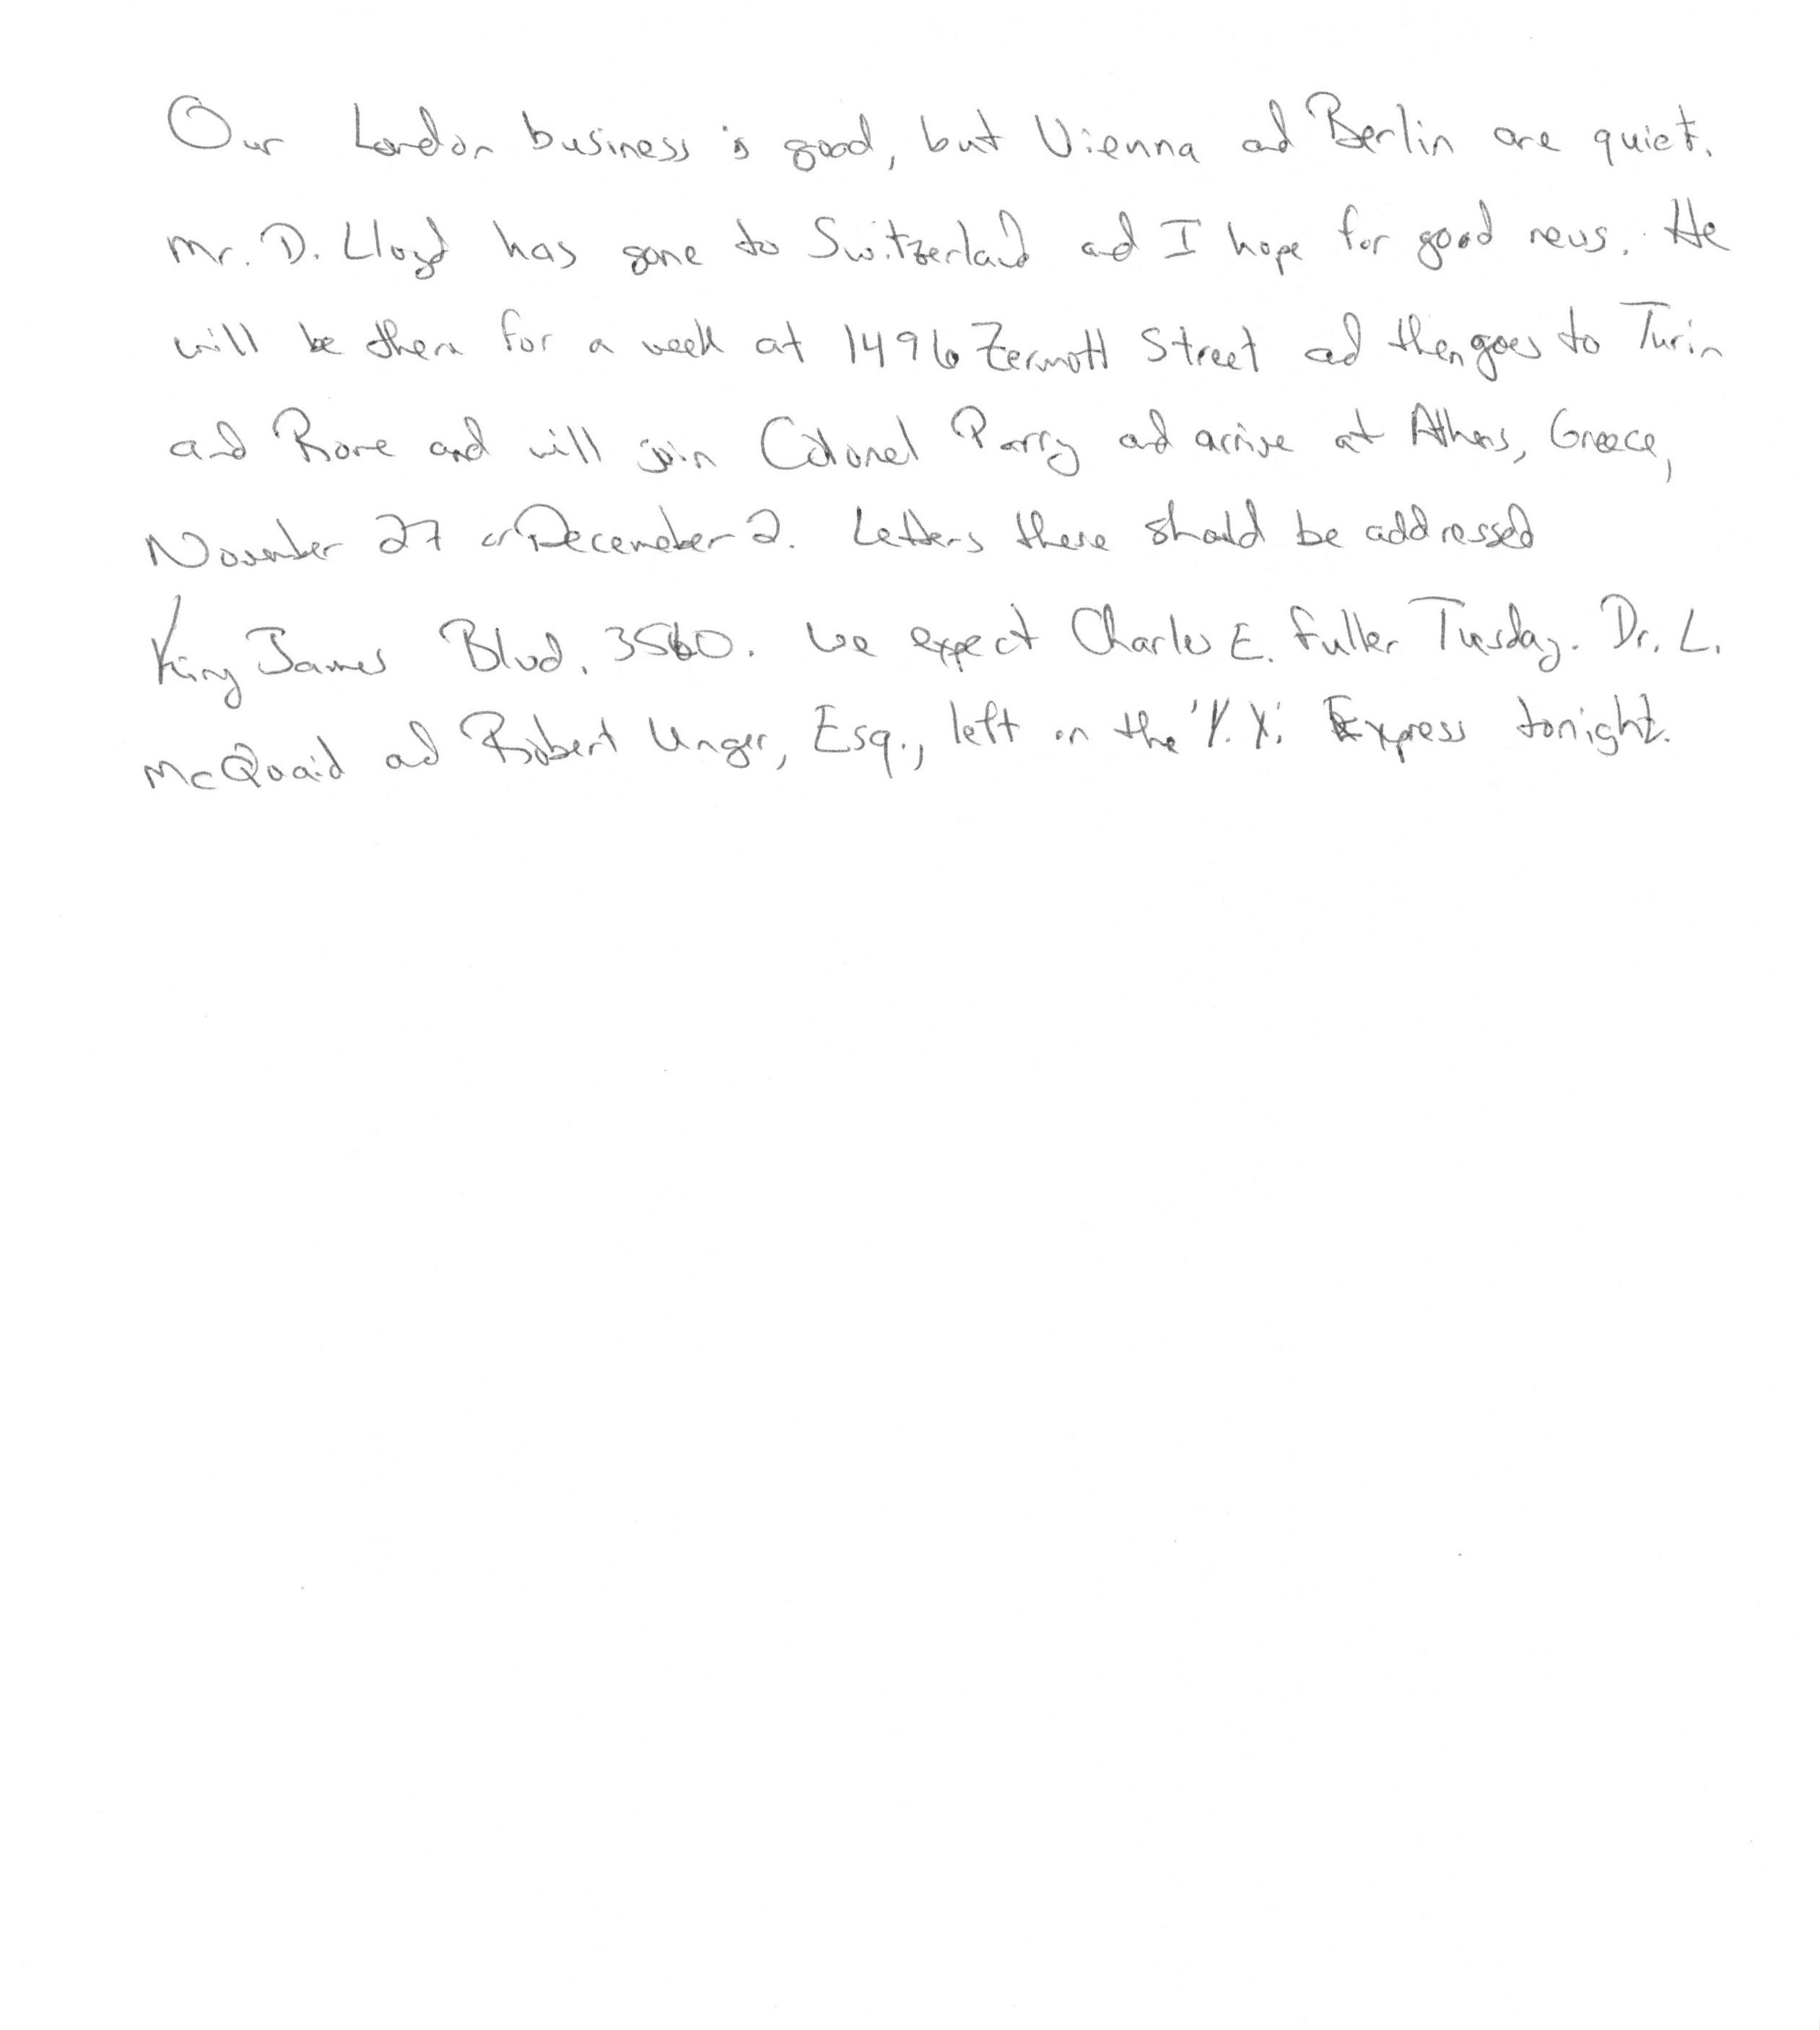 Our London business is good, but Vienna and Berlin are quiet.
Mr. D. Lloyd has gone to Switzerland and I hope for good news. He
will be there for a week at 1496 Zermott Street and then goes to Turin
and Rome and will join Colonel Parry and arrive at Athens, Greece,
November 27 or Decemeber 2. Letters there should be addressed
King James Blvd. 3560. We expect Charles E. Fuller Tuesday. Dr. L.
McQuaid and Robert Unger, Esq., left on the 'Y.X.' Express tonight.